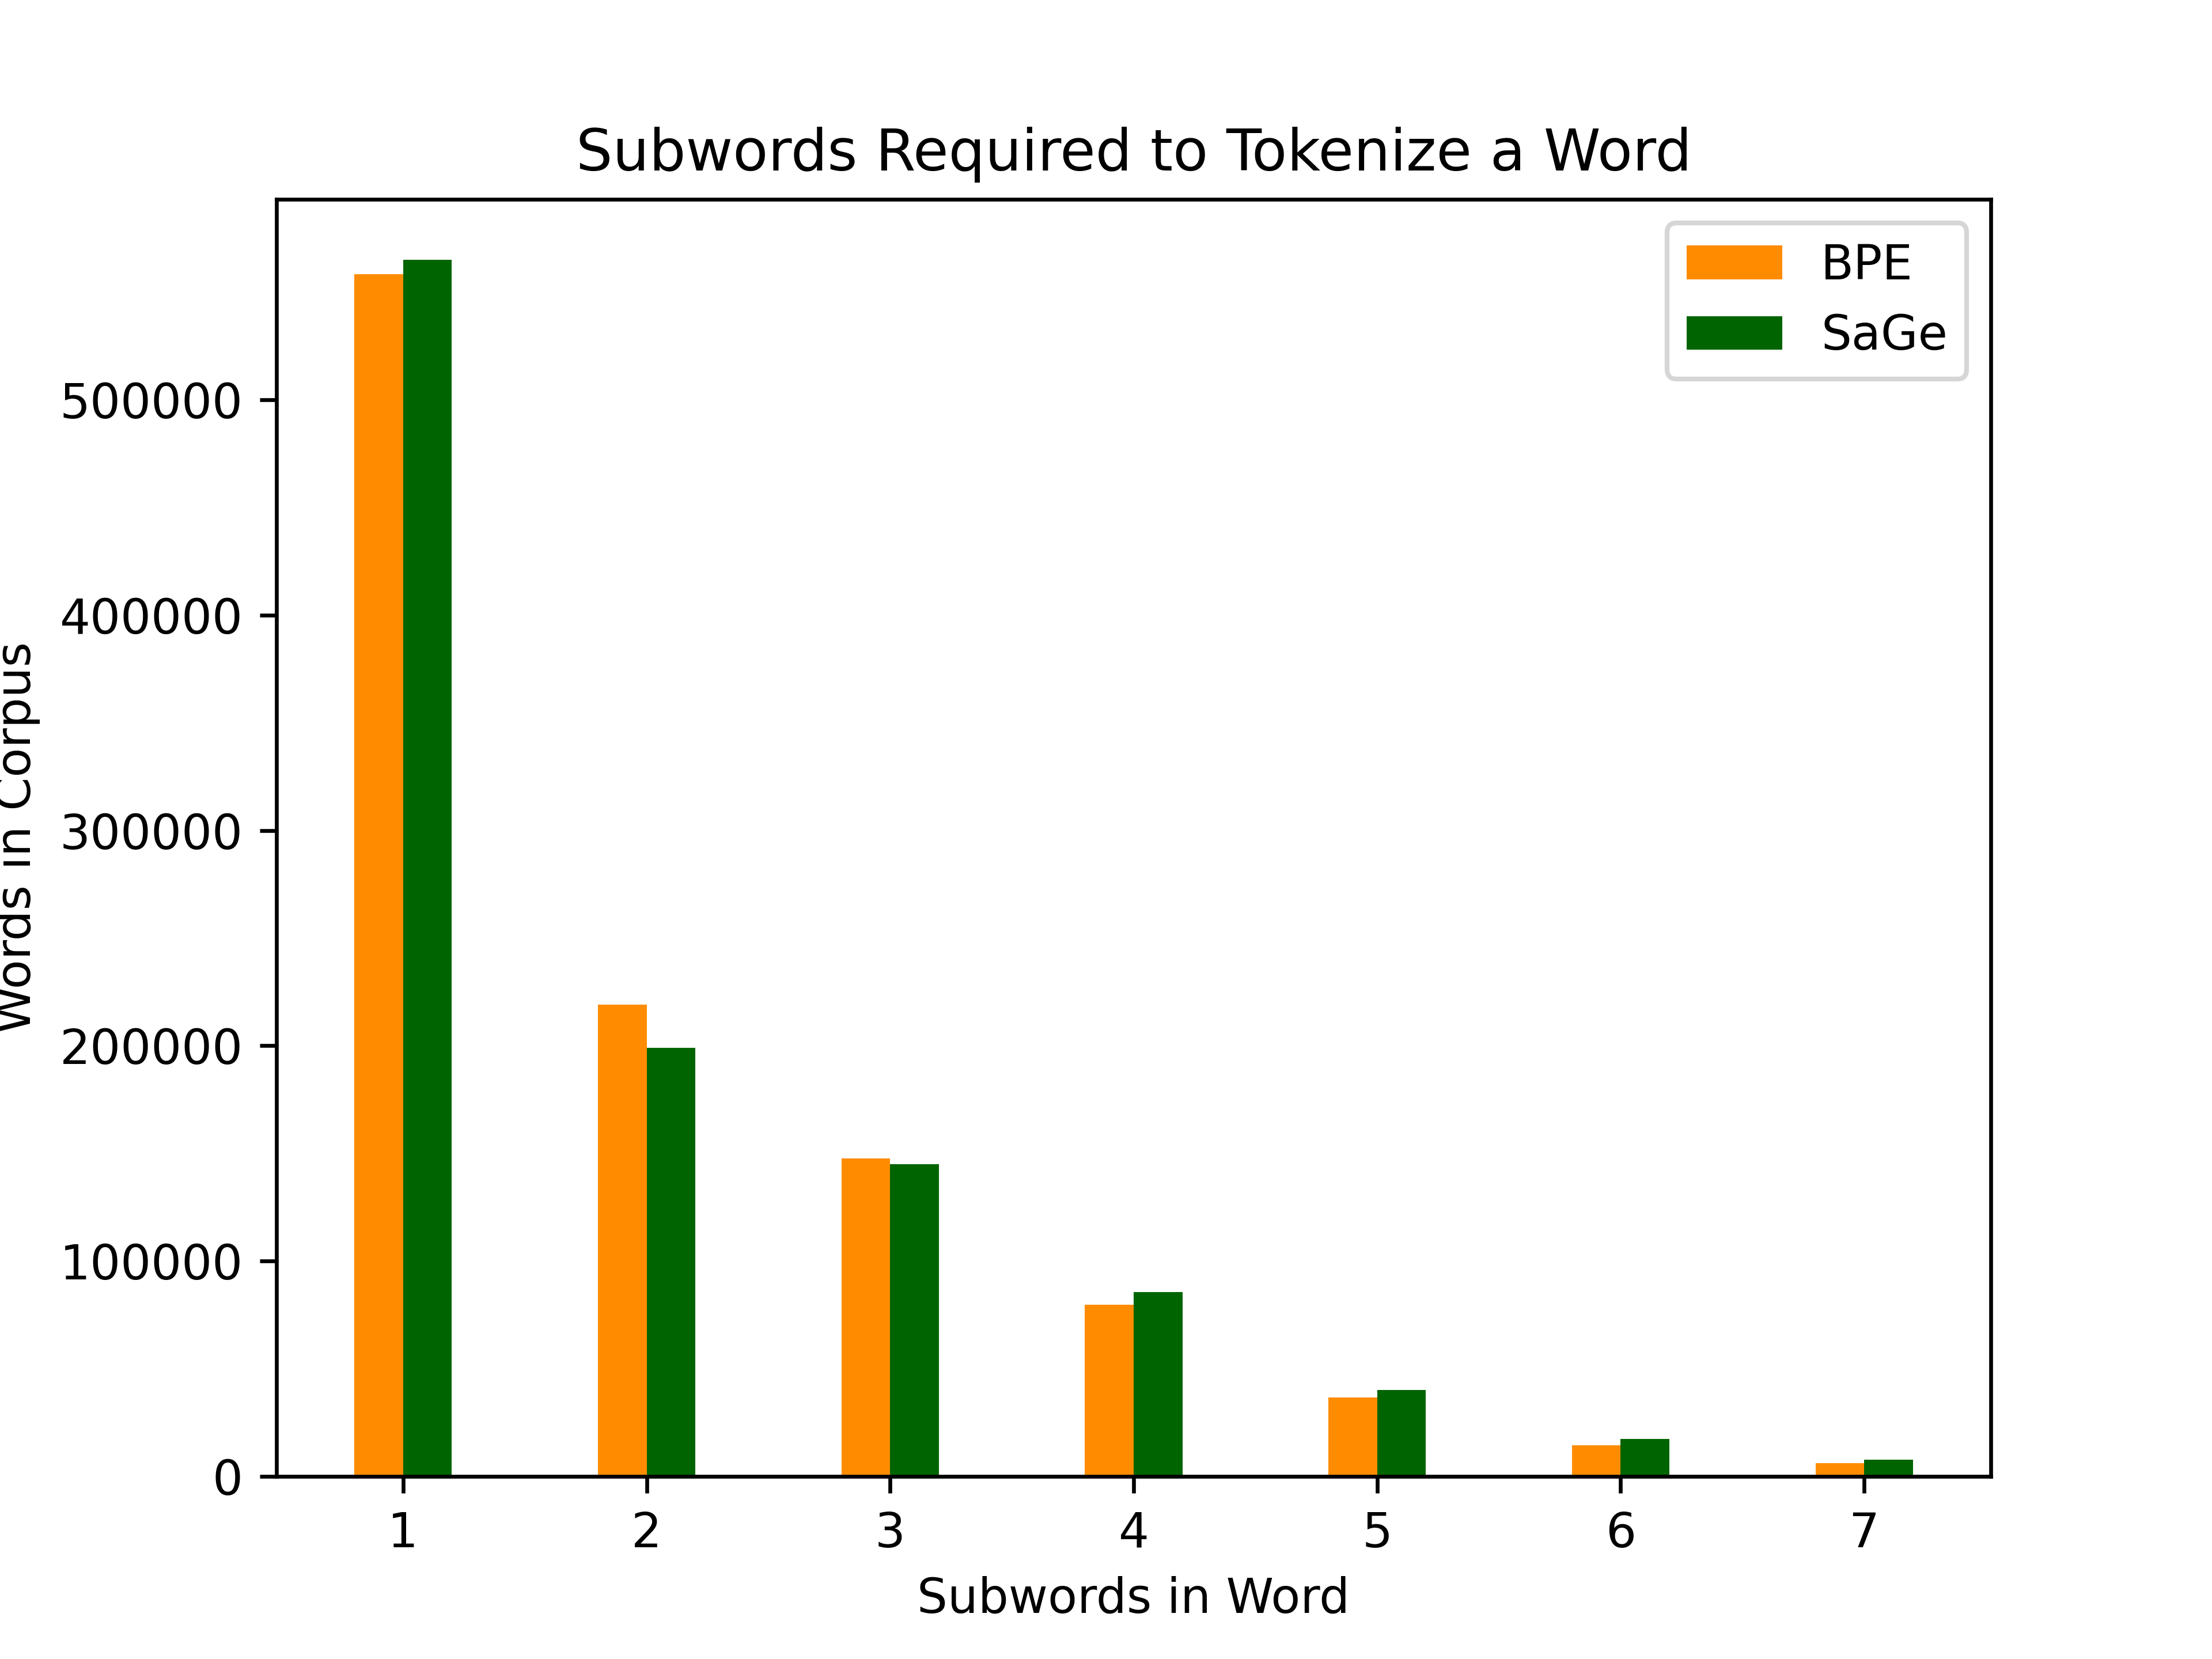 Subwords Required to Tokenize a Word
BPE
SaGe
500000
400000
300000
200000
100000
0
Words in Corpus
1 2 3 4 5 6 7
Subwords in Word